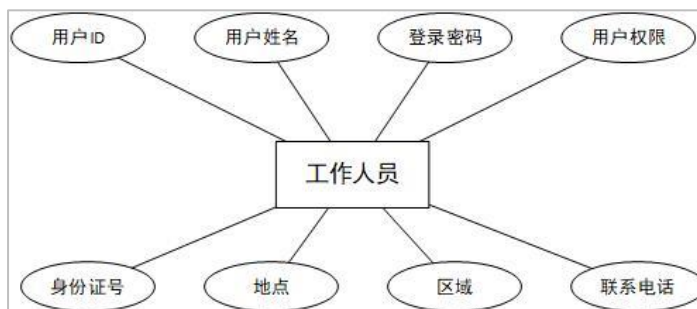 用户ID
用户姓名
登录密码
用户权限
工作人员
身份证号
地点
区域
联系电话